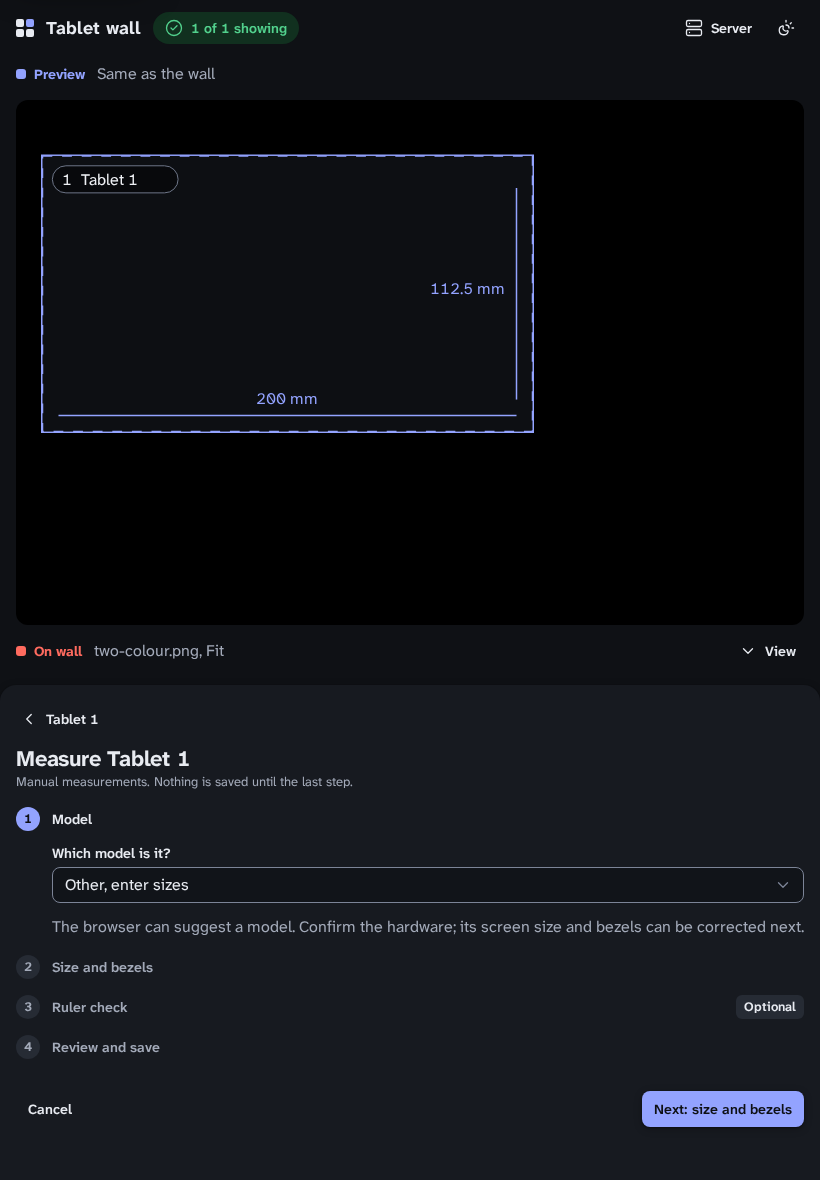 Tablet wall
1 of 1 showing
Server
Preview Same as the wall
1 Tablet 1
112.5 mm
200 mm
On wall two-colour.png, Fit
View
Tablet 1
Measure Tablet 1
Manual measurements. Nothing is saved until the last step.
1 Model
Which model is it?
Other, enter sizes
The browser can suggest a model. Confirm the hardware; its screen size and bezels can be corrected next.
2 Size and bezels
3 Ruler check
Optional
4 Review and save
Cancel
Next: size and bezels